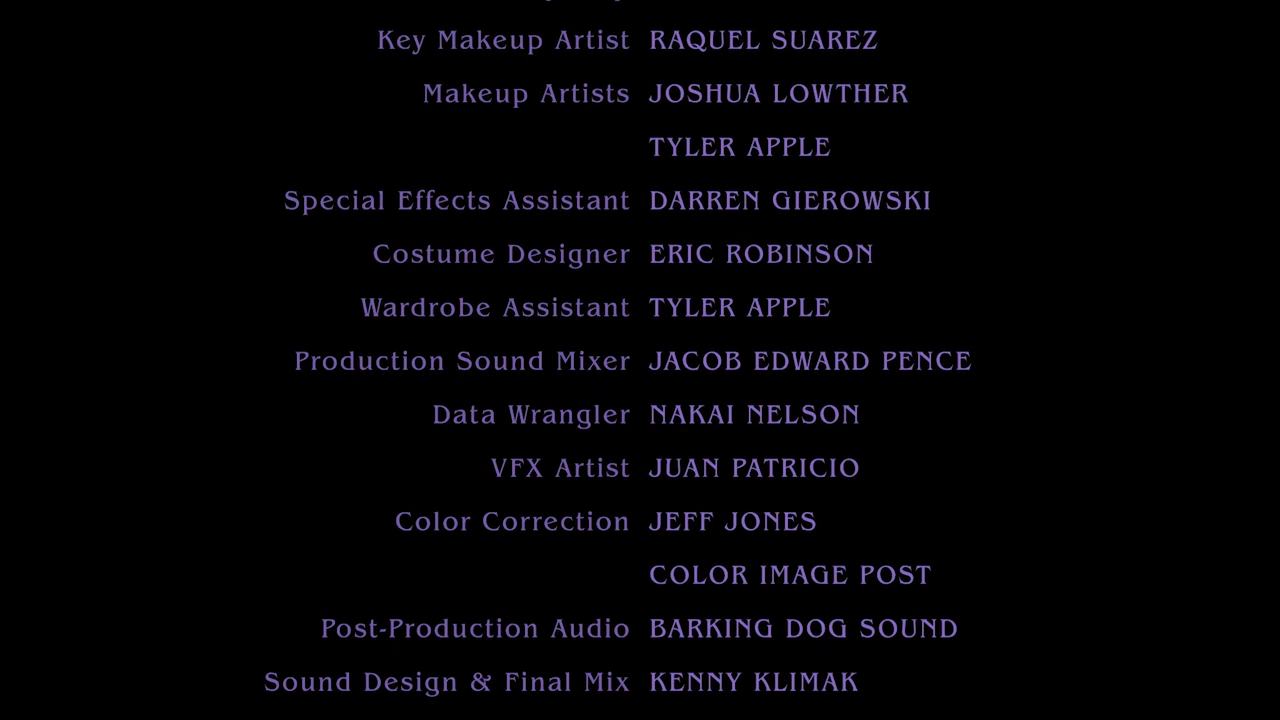 Key Makeup Artist RAQUEL SUAREZ
Makeup Artists JOSHUA LOWTHER
TYLER APPLE
Special Effects Assistant DARREN GIEROWSKI
Costume Designer ERIC ROBINSON
Wardrobe Assistant TYLER APPLE
Production Sound Mixer JACOB EDWARD PENCE
Data Wrangler NAKAI NELSON
VFX Artist JUAN PATRICIO
Color Correction JEFF JONES
COLOR IMAGE POST
Post-Production Audio BARKING DOG SOUND
Sound Design & Final Mix KENNY KLIMAK